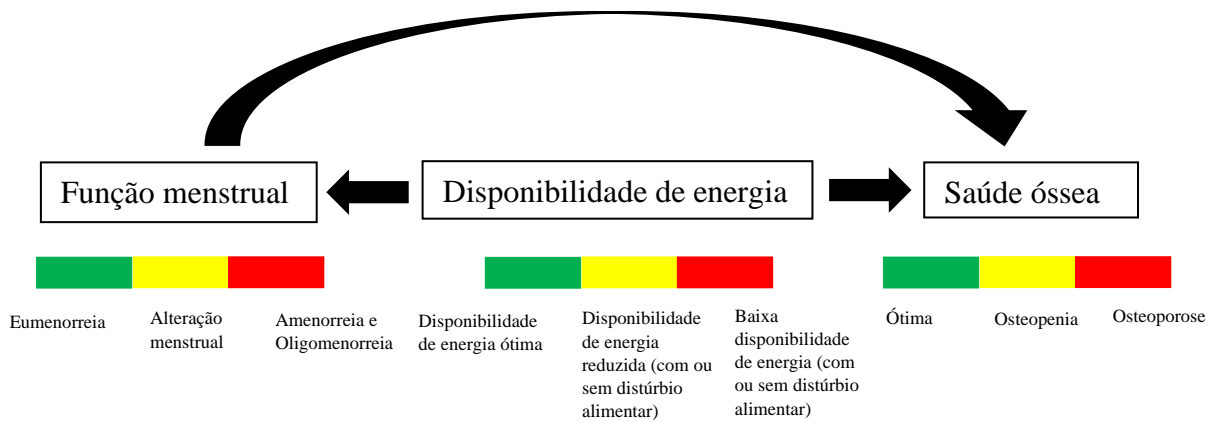 Função menstrual
Disponibilidade de energia
Saúde óssea
Eumenorreia
Alteração
menstrual
Amenorreia e
Oligomenorreia
Disponibilidade
de energia ótima
Disponibilidade
de energia
reduzida (com ou
sem distúrbio
alimentar)
Baixa
disponibilidade
de energia (com
ou sem distúrbio
alimentar)
Ótima
Osteopenia
Osteoporose